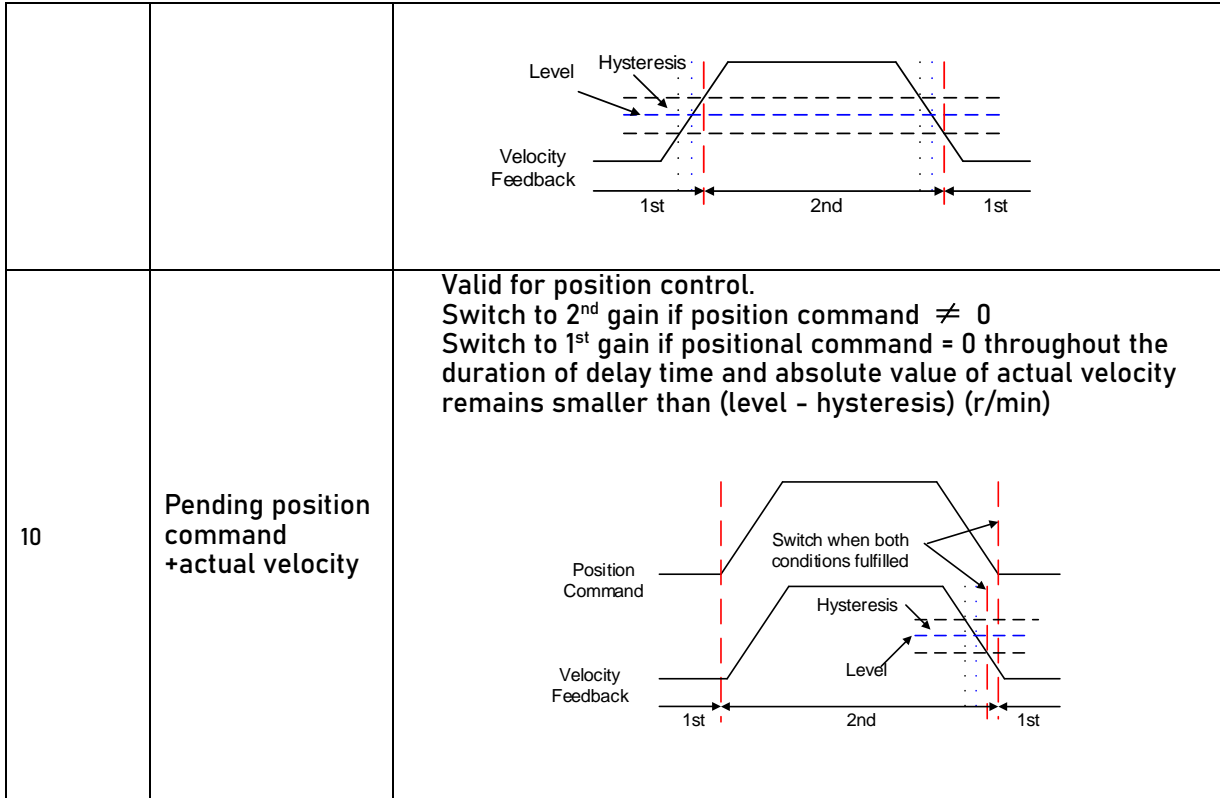 Level
Hysteresis
Velocity
Feedback
1st
2nd
1st
10
Pending position
command
+actual velocity
Valid for position control.
Switch to 2nd gain if position command ≠ 0
Switch to 1st gain if positional command = 0 throughout the
duration of delay time and absolute value of actual velocity
remains smaller than (level - hysteresis) (r/min)
Position
Command
Switch when both
conditions fulfilled
Hysteresis
Level
Velocity
Feedback
1st
2nd
1st